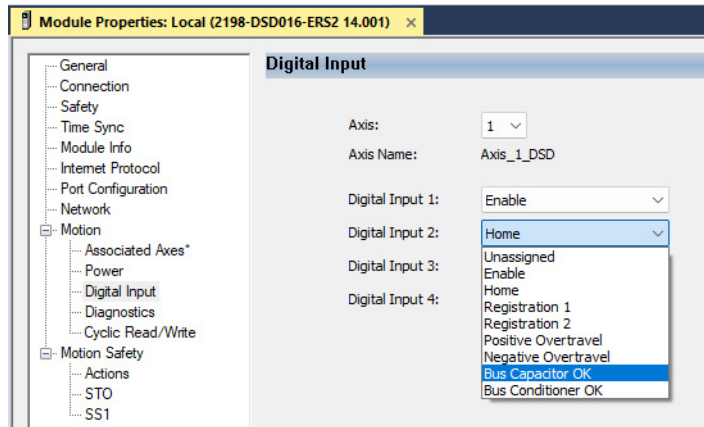 Module Properties: Local (2198-DSD016-ERS2 14.001) ×
General
Connection
Safety
Time Sync
Module Info
Internet Protocol
Port Configuration
Network
Motion
Associated Axes*
Power
Digital Input
Diagnostics
Cyclic Read/Write
Motion Safety
Actions
STO
SS1
Digital Input
Axis: 1
Axis Name: Axis_1_DSD
Digital Input 1: Enable
Digital Input 2: Home
Digital Input 3:
Digital Input 4:
Unassigned
Enable
Home
Registration 1
Registration 2
Positive Overtravel
Negative Overtravel
Bus Capacitor OK
Bus Conditioner OK